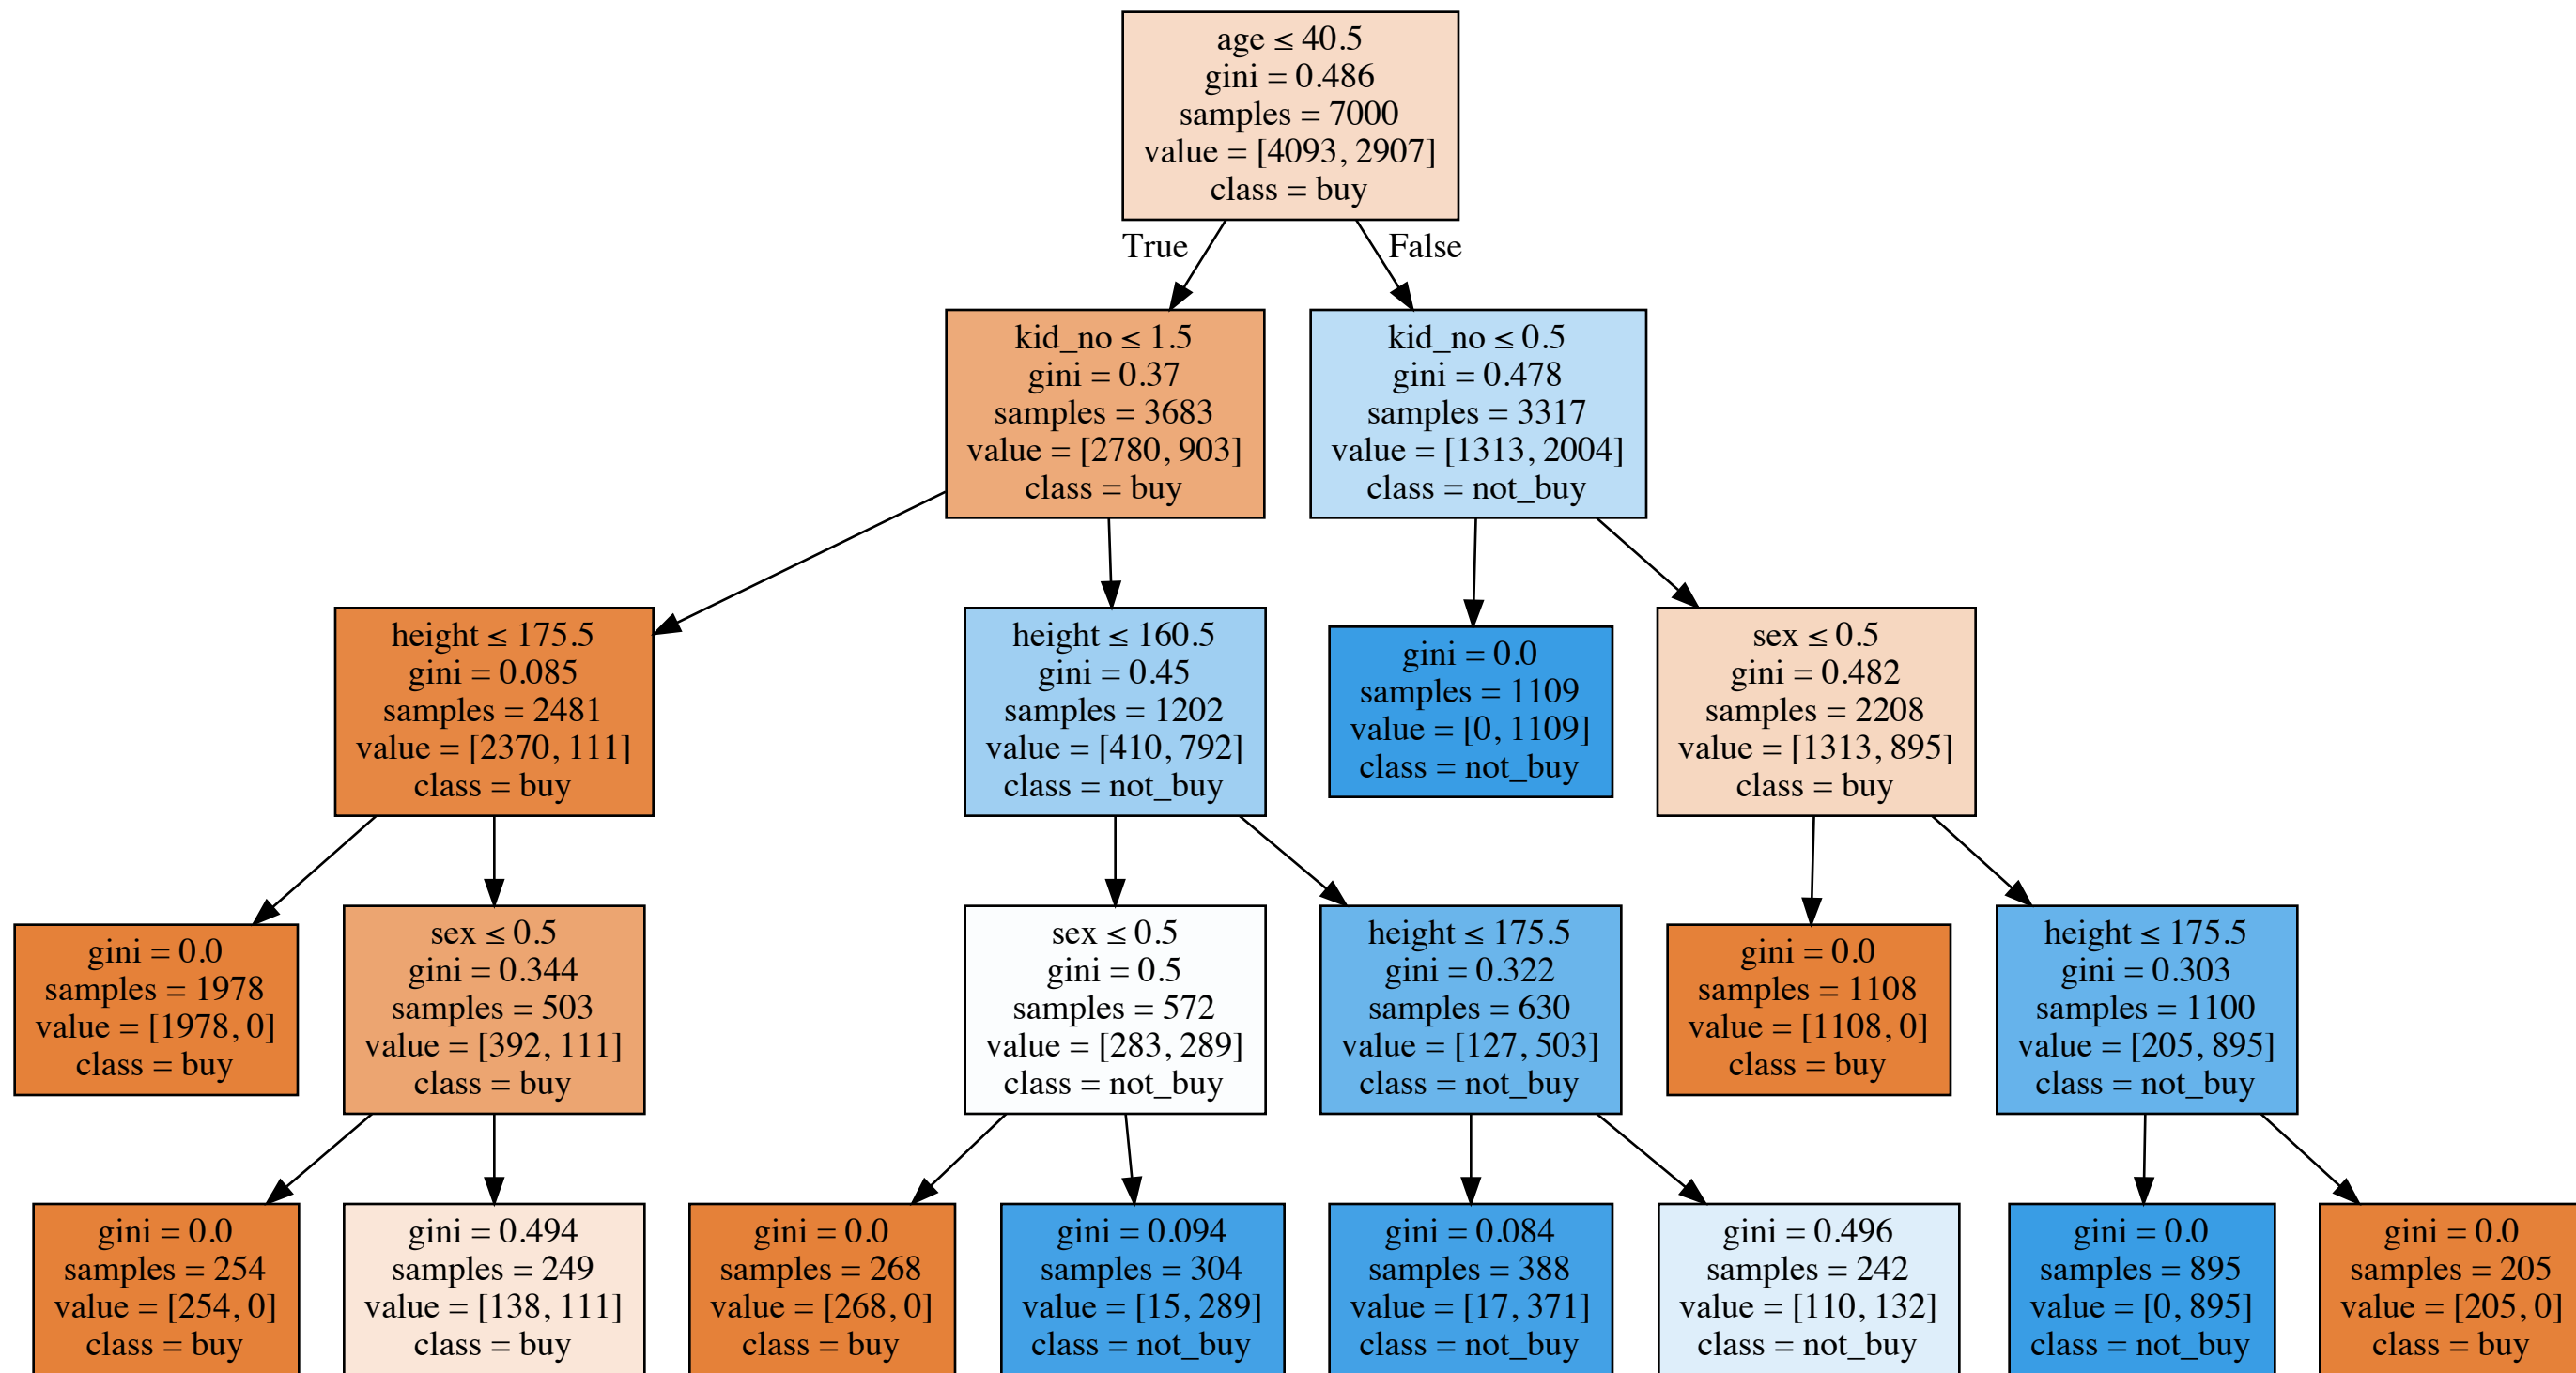 age ≤ 40.5
gini = 0.486
samples = 7000
value = [4093, 2907]
class = buy
True
False
kid_no ≤ 1.5
gini = 0.37
samples = 3683
value = [2780, 903]
class = buy
kid_no ≤ 0.5
gini = 0.478
samples = 3317
value = [1313, 2004]
class = not_buy
height ≤ 175.5
gini = 0.085
samples = 2481
value = [2370, 111]
class = buy
height ≤ 160.5
gini = 0.45
samples = 1202
value = [410, 792]
class = not_buy
gini = 0.0
samples = 1109
value = [0, 1109]
class = not_buy
sex ≤ 0.5
gini = 0.482
samples = 2208
value = [1313, 895]
class = buy
gini = 0.0
samples = 1978
value = [1978, 0]
class = buy
sex ≤ 0.5
gini = 0.344
samples = 503
value = [392, 111]
class = buy
sex ≤ 0.5
gini = 0.5
samples = 572
value = [283, 289]
class = not_buy
height ≤ 175.5
gini = 0.322
samples = 630
value = [127, 503]
class = not_buy
gini = 0.0
samples = 1108
value = [1108, 0]
class = buy
height ≤ 175.5
gini = 0.303
samples = 1100
value = [205, 895]
class = not_buy
gini = 0.0
samples = 254
value = [254, 0]
class = buy
gini = 0.494
samples = 249
value = [138, 111]
class = buy
gini = 0.0
samples = 268
value = [268, 0]
class = buy
gini = 0.094
samples = 304
value = [15, 289]
class = not_buy
gini = 0.084
samples = 388
value = [17, 371]
class = not_buy
gini = 0.496
samples = 242
value = [110, 132]
class = not_buy
gini = 0.0
samples = 895
value = [0, 895]
class = not_buy
gini = 0.0
samples = 205
value = [205, 0]
class = buy